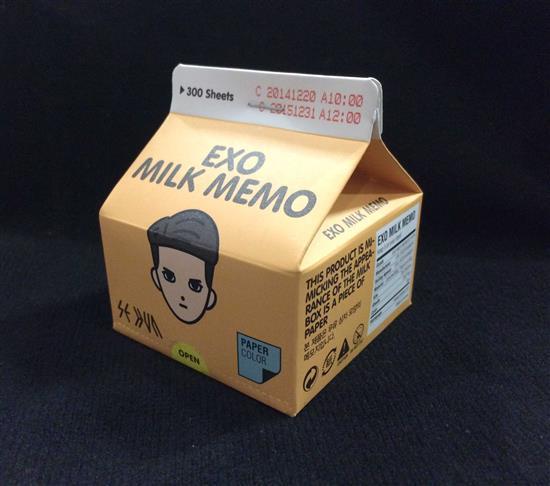 ▶300 Sheets
C 20141220 A10:00
C 20151231 A12:00
EXO
MILK MEMO
OPEN
PAPER
COLOR
EXO MILK MEMO
THIS PRODUCT IS MI-
MICKING THE APPEA-
RANCE OF THE MILK
BOX IS A PIECE OF
PAPER
EXO MILK MEMO